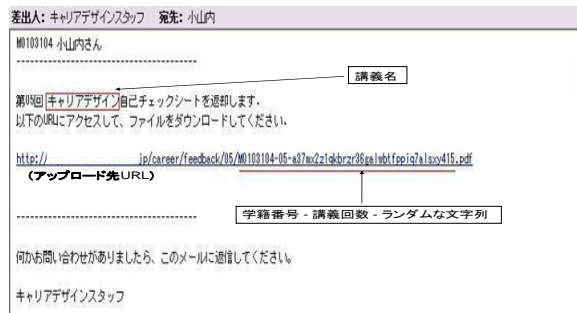 差出人: キャリアデザインスタッフ 宛先: 小山内
M0103104 小山内さん
----------------------------------------
講義名
第05回 キャリアデザイン自己チェックシートを返却します.
以下のURLにアクセスして、ファイルをダウンロードしてください.
http:// jp/career/feedback/05/M0103104-05-a37mx2zlqkbrzr36galwbtfppiq7alsxy415.pdf
(アップロード先URL)
学籍番号 - 講義回数 - ランダムな文字列
----------------------------------------
何かお問い合わせがありましたら、このメールに返信してください。
キャリアデザインスタッフ